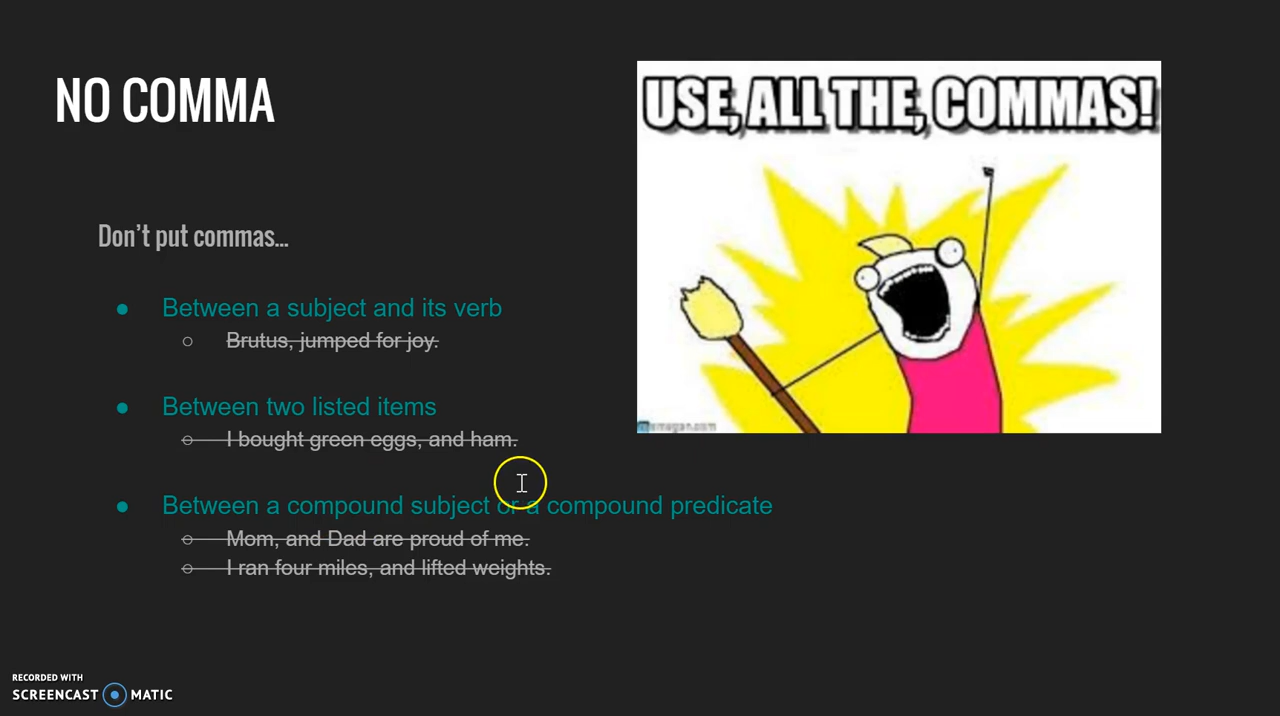 NO COMMA
USE, ALL THE, COMMAS!
Don't put commas...
● Between a subject and its verb
○ Brutus, jumped for joy.
● Between two listed items
○ I bought green eggs, and ham.
● Between a compound subject or a compound predicate
○ Mom, and Dad are proud of me.
○ I ran four miles, and lifted weights.
RECORDED WITH
SCREENCAST MATIC